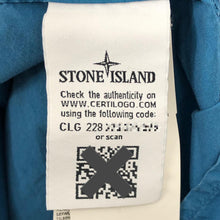 STONE ISLAND
Check the authenticity on
WWW.CERTILOGO.COM
using the following code:
CLG 228
or scan